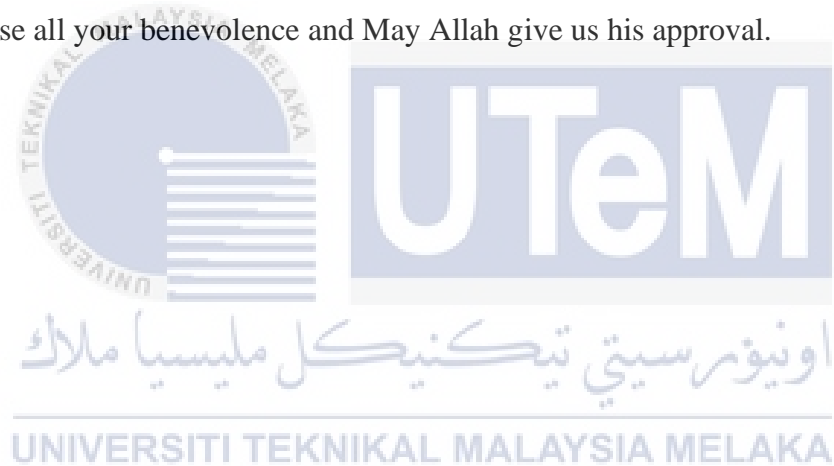 se all your benevolence and May Allah give us his approval.
UNIVERSITI TEKNIKAL MALAYSIA MELAKA
UTeM
اونيۏرسيتي تيكنيكل مليسيا ملاك
UNIVERSITI TEKNIKAL MALAYSIA MELAKA